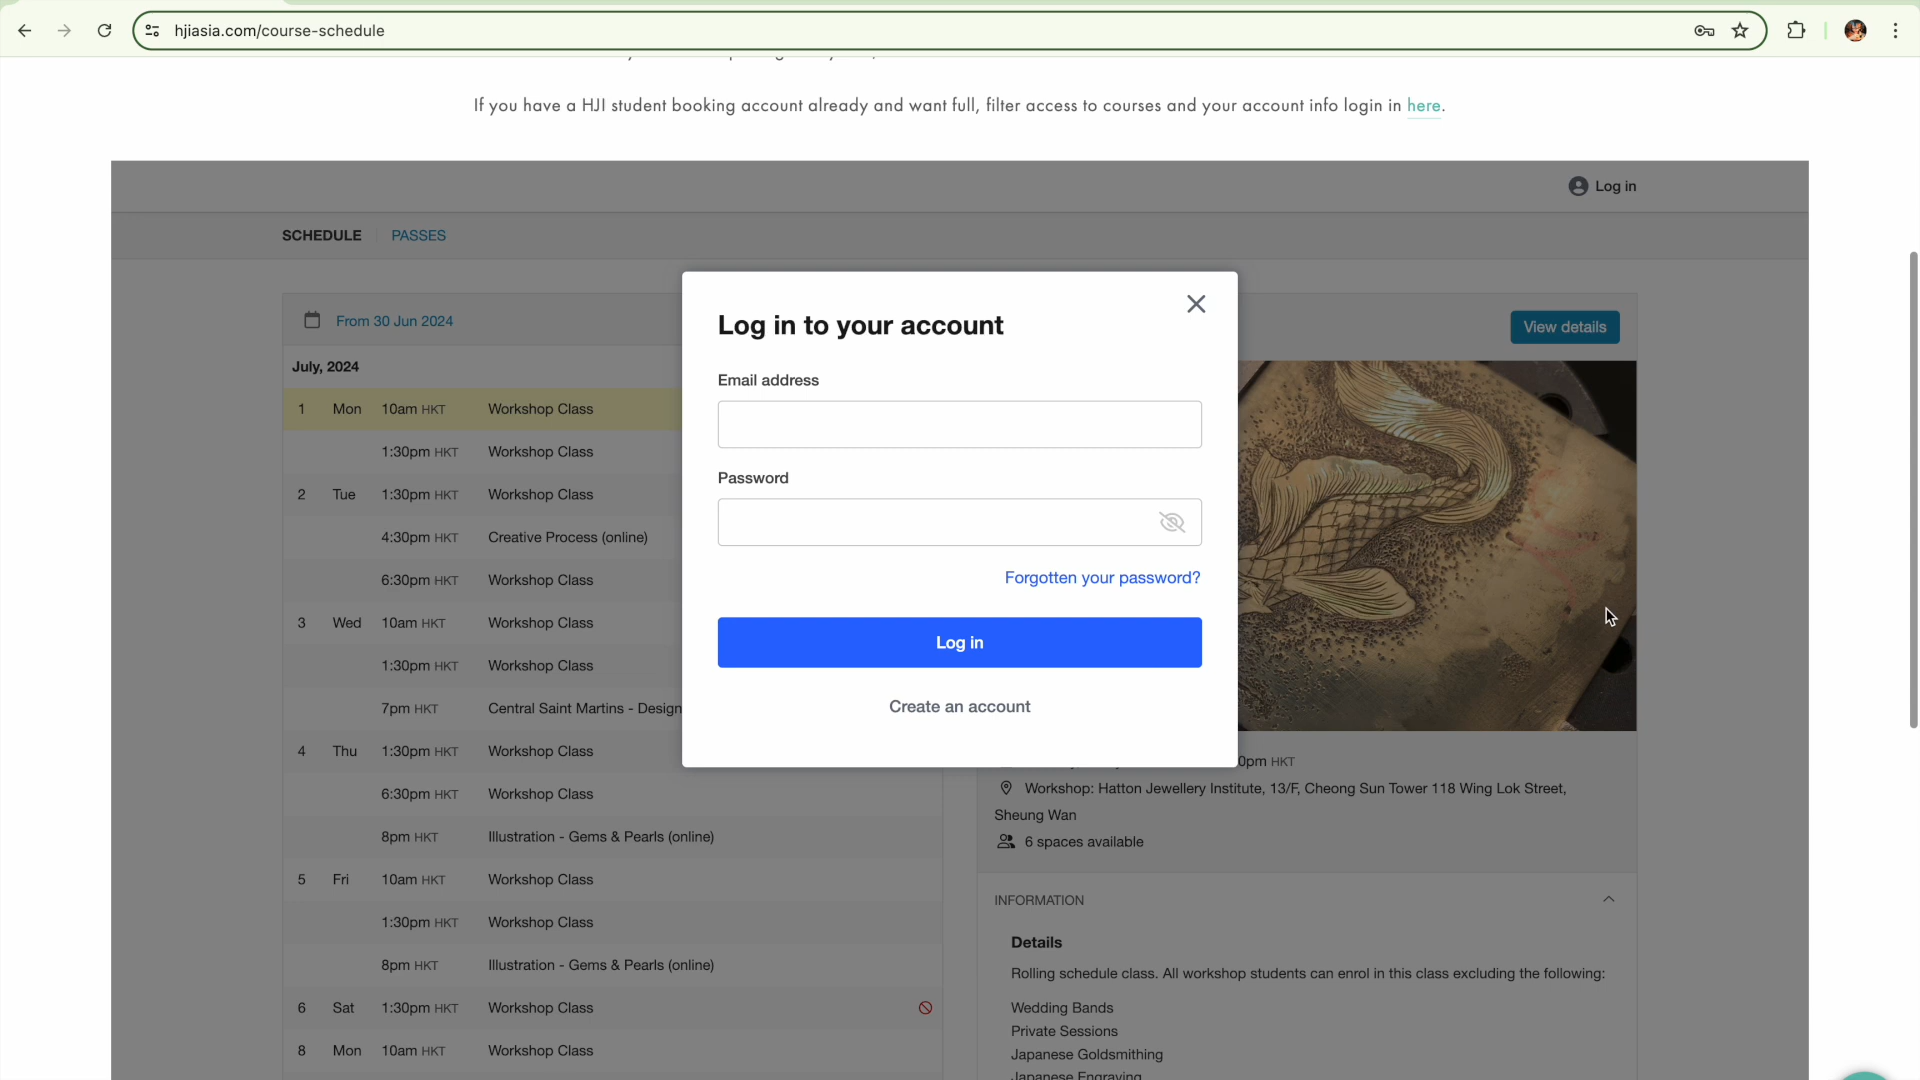 hjiasia.com/course-schedule
If you have a HJI student booking account already and want full, filter access to courses and your account info login in here.
Log in
SCHEDULE PASSES
From 30 Jun 2024
View details
July, 2024
1 Mon 10am HKT Workshop Class
1:30pm HKT Workshop Class
2 Tue 1:30pm HKT Workshop Class
4:30pm HKT Creative Process (online)
6:30pm HKT Workshop Class
3 Wed 10am HKT Workshop Class
1:30pm HKT Workshop Class
7pm HKT Central Saint Martins - Design
4 Thu 1:30pm HKT Workshop Class
6:30pm HKT Workshop Class
8pm HKT Illustration - Gems & Pearls (online)
5 Fri 10am HKT Workshop Class
1:30pm HKT Workshop Class
8pm HKT Illustration - Gems & Pearls (online)
6 Sat 1:30pm HKT Workshop Class
8 Mon 10am HKT Workshop Class
Log in to your account
Email address
Password
Forgotten your password?
Log in
Create an account
0pm HKT
Workshop: Hatton Jewellery Institute, 13/F, Cheong Sun Tower 118 Wing Lok Street,
Sheung Wan
6 spaces available
INFORMATION
Details
Rolling schedule class. All workshop students can enrol in this class excluding the following:
Wedding Bands
Private Sessions
Japanese Goldsmithing
Japanese Engraving